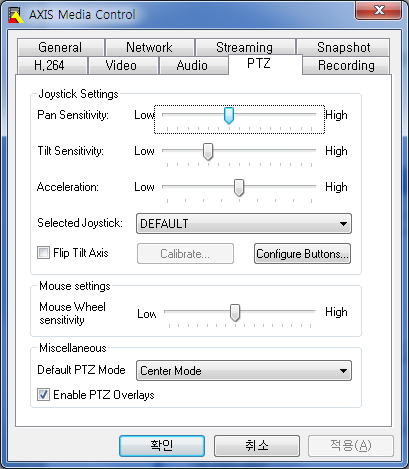 AXIS Media Control
General Network Streaming Snapshot
H.264 Video Audio PTZ Recording
Joystick Settings
Pan Sensitivity: Low High
Tilt Sensitivity: Low High
Acceleration: Low High
Selected Joystick: DEFAULT
Flip Tilt Axis Calibrate... Configure Buttons...
Mouse settings
Mouse Wheel
sensitivity Low High
Miscellaneous
Default PTZ Mode Center Mode
Enable PTZ Overlays
확인 취소 적용(A)